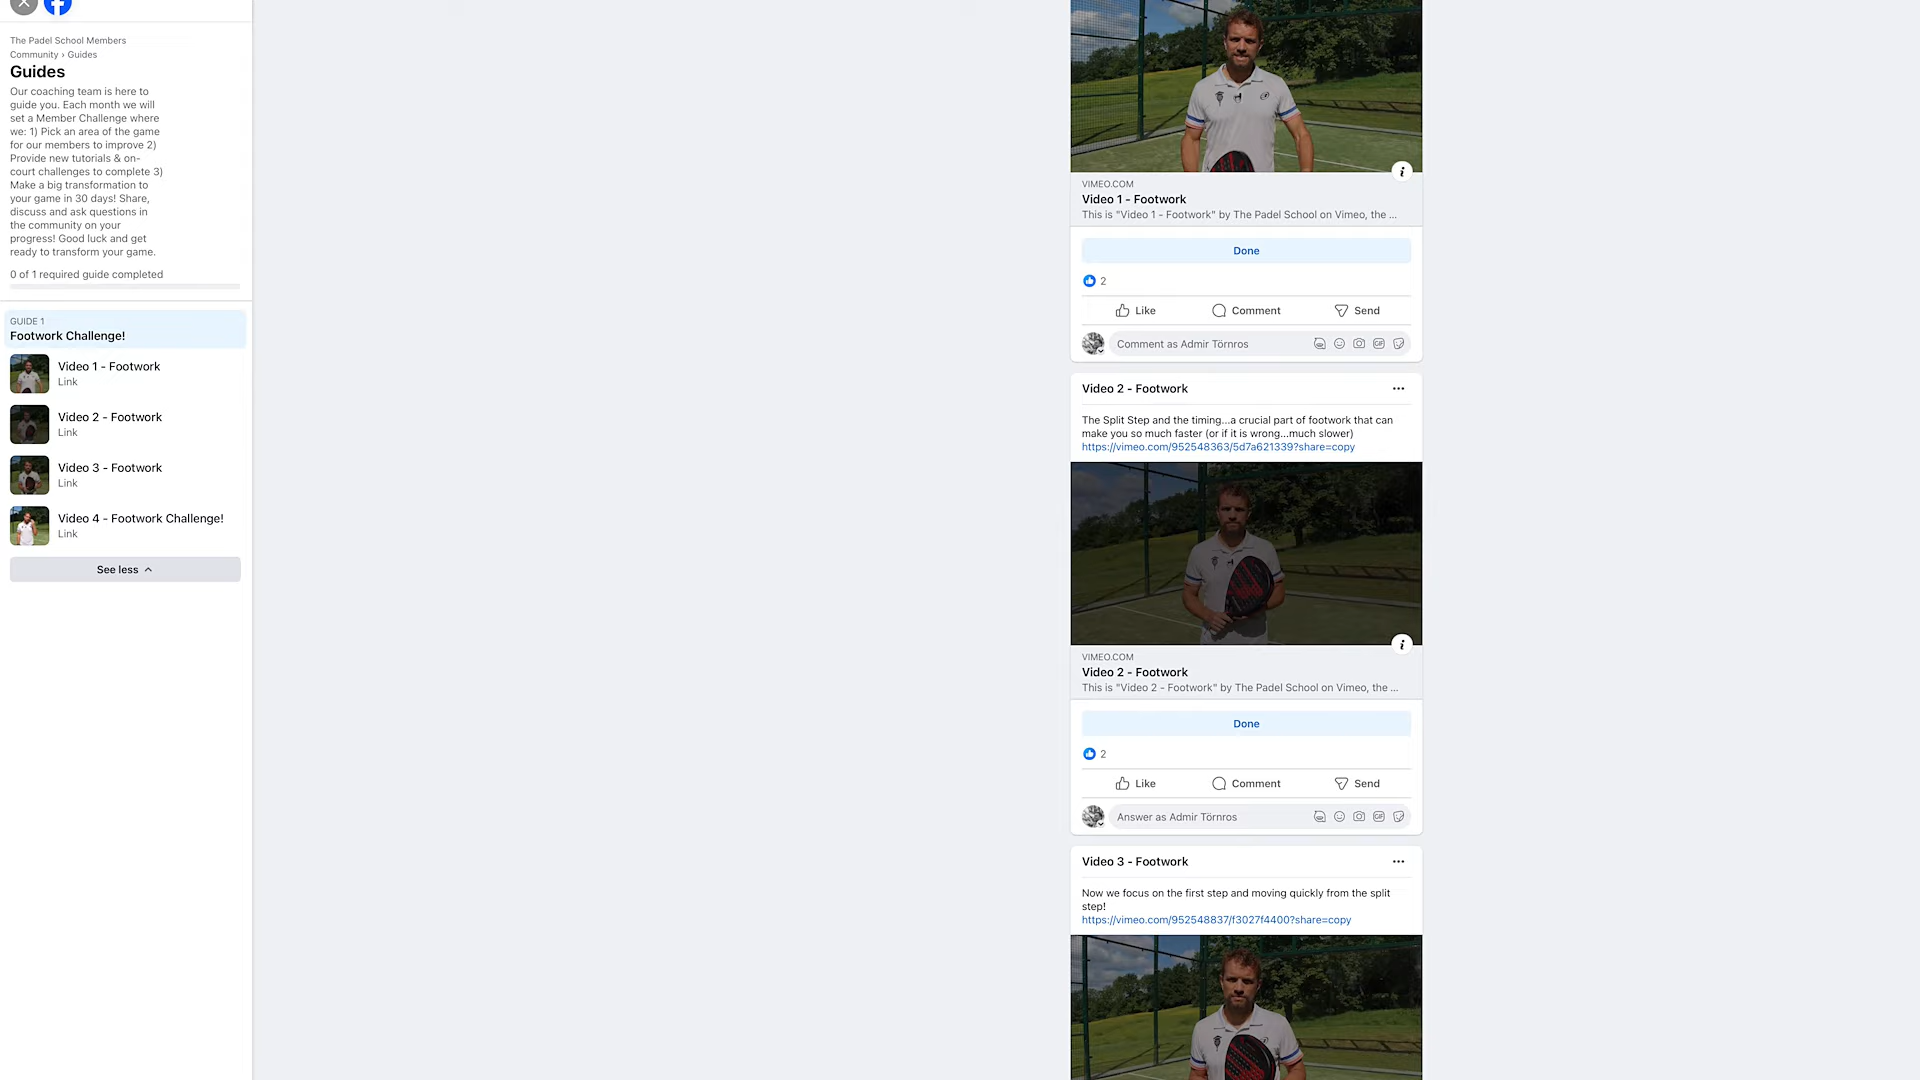 The Padel School Members
Community › Guides
Guides
Our coaching team is here to
guide you. Each month we will
set a Member Challenge where
we: 1) Pick an area of the game
for our members to improve 2)
Provide new tutorials & on-
court challenges to complete 3)
Make a big transformation to
your game in 30 days! Share,
discuss and ask questions in
the community on your
progress! Good luck and get
ready to transform your game.
0 of 1 required guide completed
GUIDE 1
Footwork Challenge!
Video 1 - Footwork
Link
Video 2 - Footwork
Link
Video 3 - Footwork
Link
Video 4 - Footwork Challenge!
Link
See less
VIMEO.COM
Video 1 - Footwork
This is "Video 1 - Footwork" by The Padel School on Vimeo, the ...
Done
2
Like Comment Send
Comment as Admir Törnros
GIF
Video 2 - Footwork
The Split Step and the timing...a crucial part of footwork that can
make you so much faster (or if it is wrong...much slower)
https://vimeo.com/952548363/5d7a621339?share=copy
VIMEO.COM
Video 2 - Footwork
This is "Video 2 - Footwork" by The Padel School on Vimeo, the ...
Done
2
Like Comment Send
Answer as Admir Törnros
GIF
Video 3 - Footwork
Now we focus on the first step and moving quickly from the split
step!
https://vimeo.com/952548837/f3027f4400?share=copy